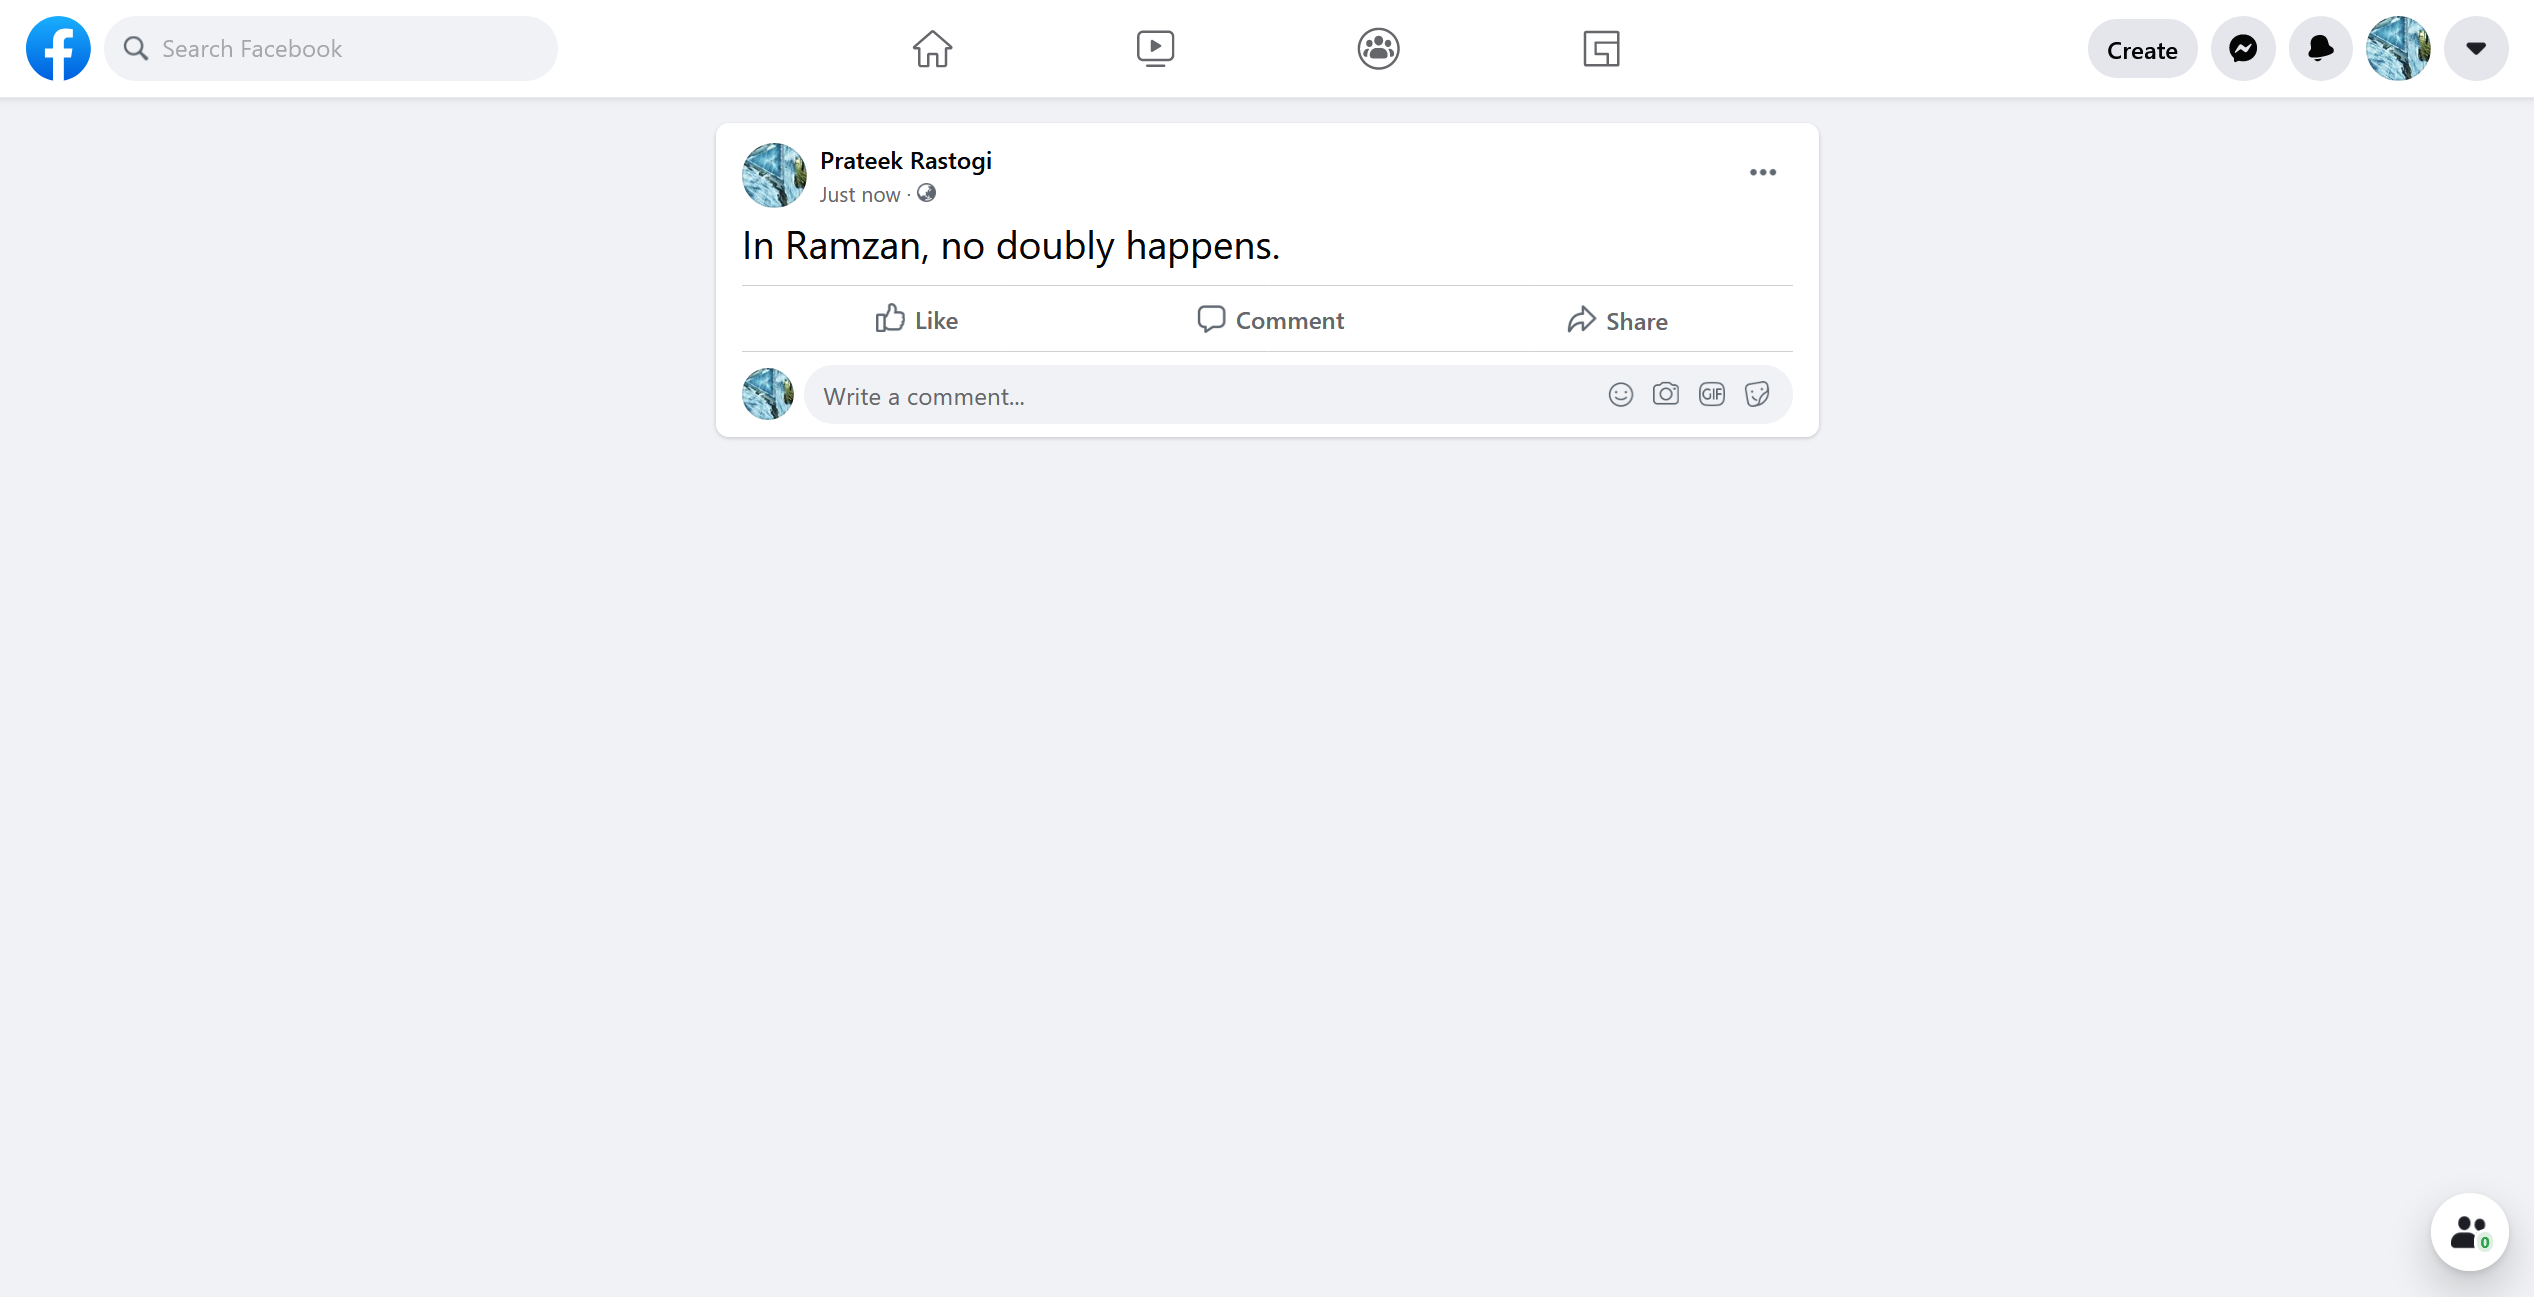 Search Facebook
Create
Prateek Rastogi
Just now ·
In Ramzan, no doubly happens.
Like
Comment
Share
Write a comment...
GIF
0